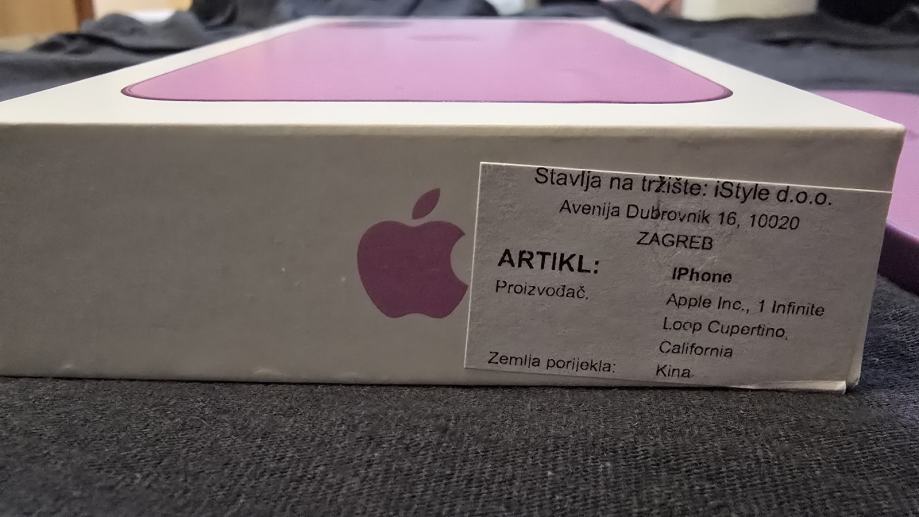 Stavlja na tržište: iStyle d.o.o.
Avenija Dubrovnik 16, 10020
ZAGREB
ARTIKL: iPhone
Proizvođač. Apple Inc., 1 Infinite
Loop Cupertino,
California
Zemlja porijekla: Kina